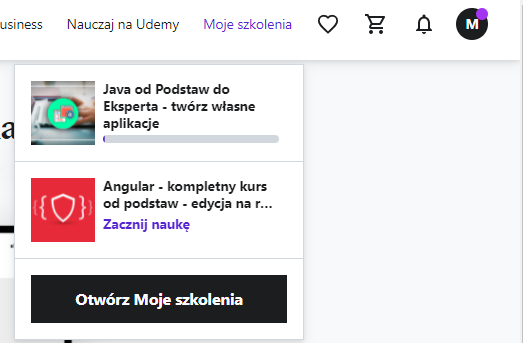 usiness Nauczaj na Udemy Moje szkolenia M
Java od Podstaw do
Eksperta - twórz własne
aplikacje
Angular - kompletny kurs
od podstaw - edycja na r...
Zacznij naukę
Otwórz Moje szkolenia